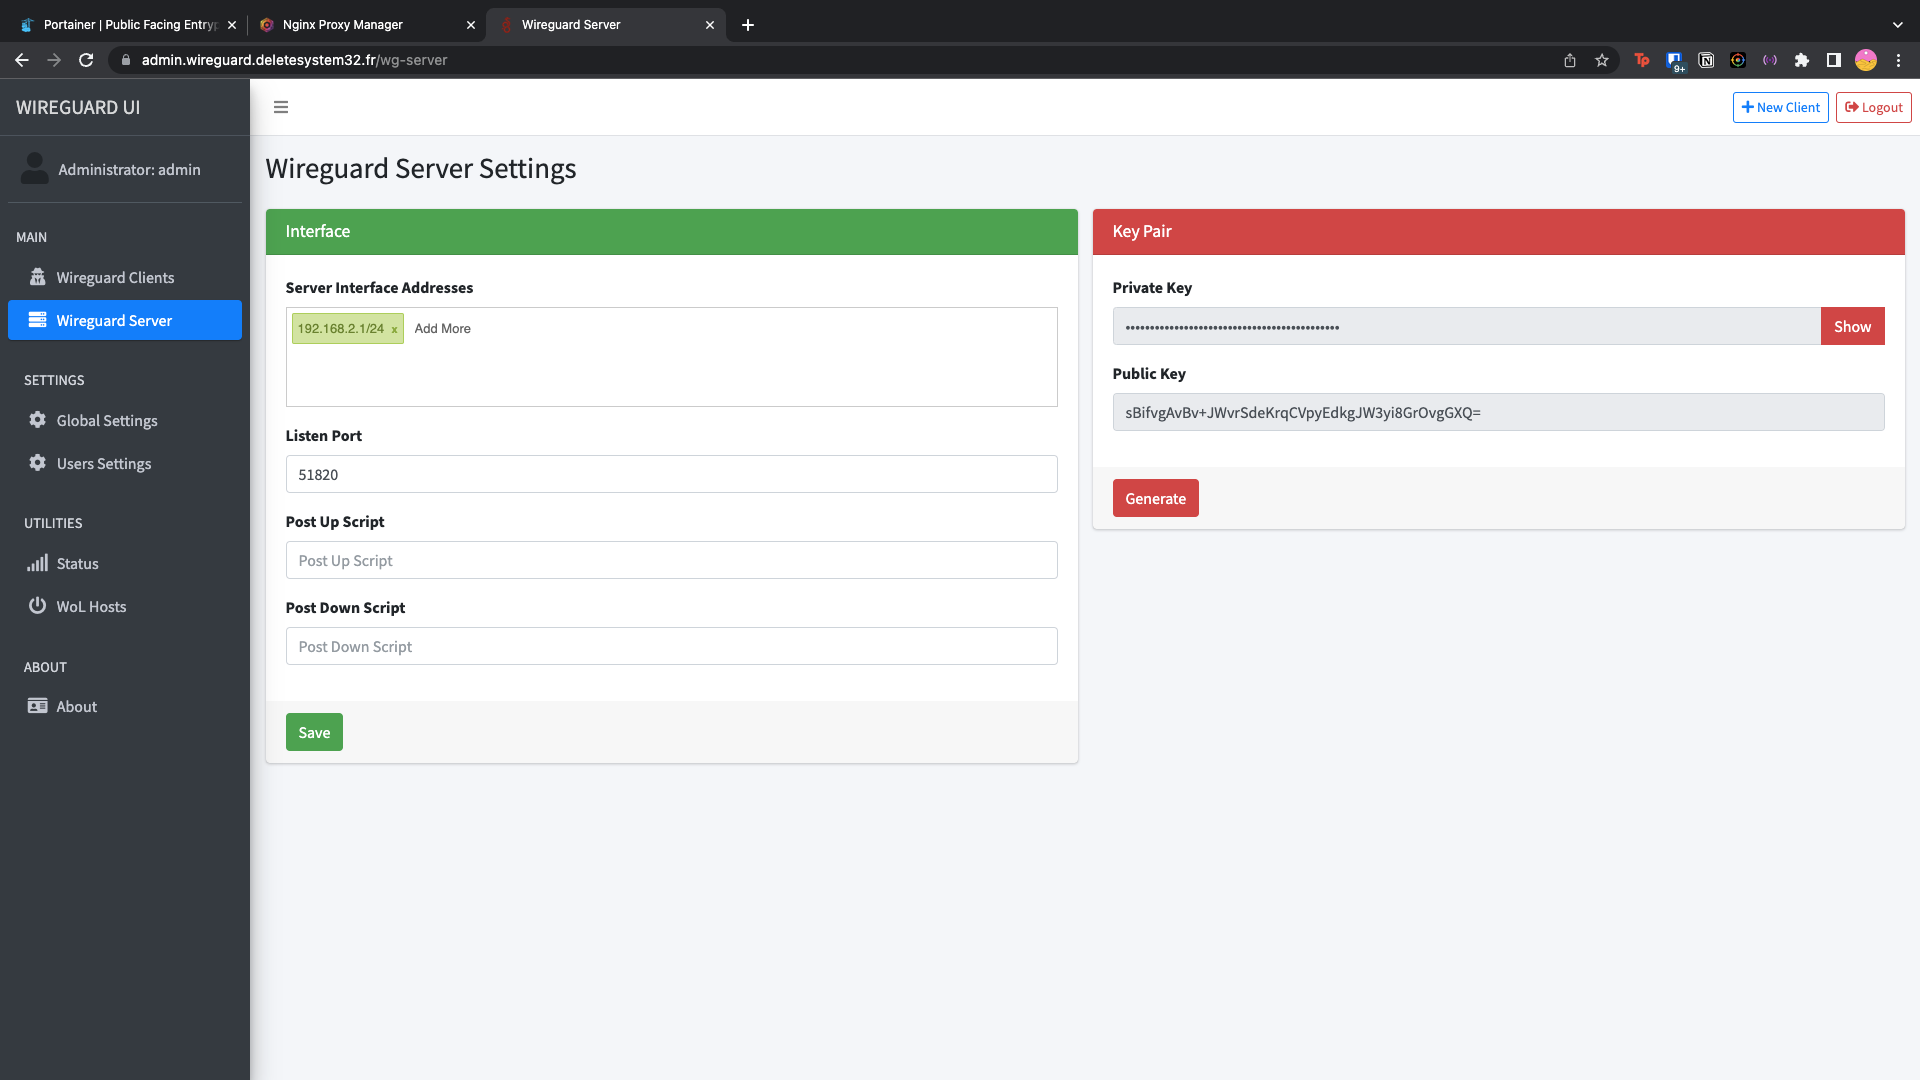 Portainer | Public Facing Entryp
Nginx Proxy Manager
Wireguard Server
admin.wireguard.deletesystem32.fr/wg-server
Tp
9+
WIREGUARD UI
New Client
Logout
Administrator: admin
MAIN
Wireguard Clients
Wireguard Server
SETTINGS
Global Settings
Users Settings
UTILITIES
Status
WoL Hosts
ABOUT
About
Wireguard Server Settings
Interface
Server Interface Addresses
192.168.2.1/24 x Add More
Listen Port
51820
Post Up Script
Post Up Script
Post Down Script
Post Down Script
Save
Key Pair
Private Key
Show
Public Key
sBifvgAvBv+JWvrSdeKrqCVpyEdkgJW3yi8GrOvgGXQ=
Generate